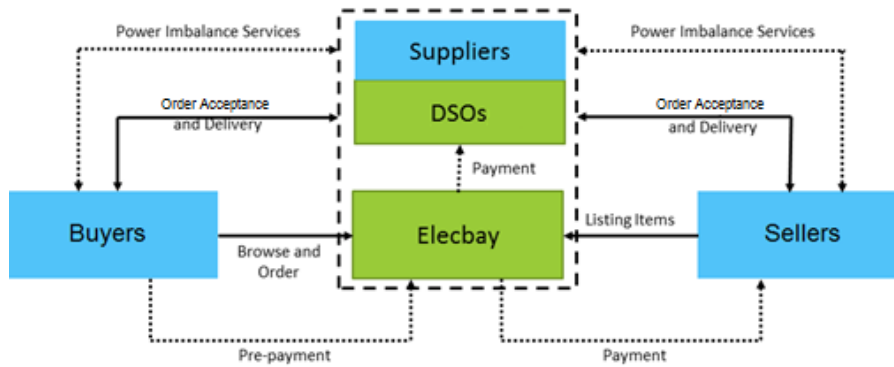 Power Imbalance Services
Power Imbalance Services
Suppliers
Order Acceptance
and Delivery
DSOs
Order Acceptance
and Delivery
Payment
Buyers
Browse and
Order
Elecbay
Listing Items
Sellers
Pre-payment
Payment